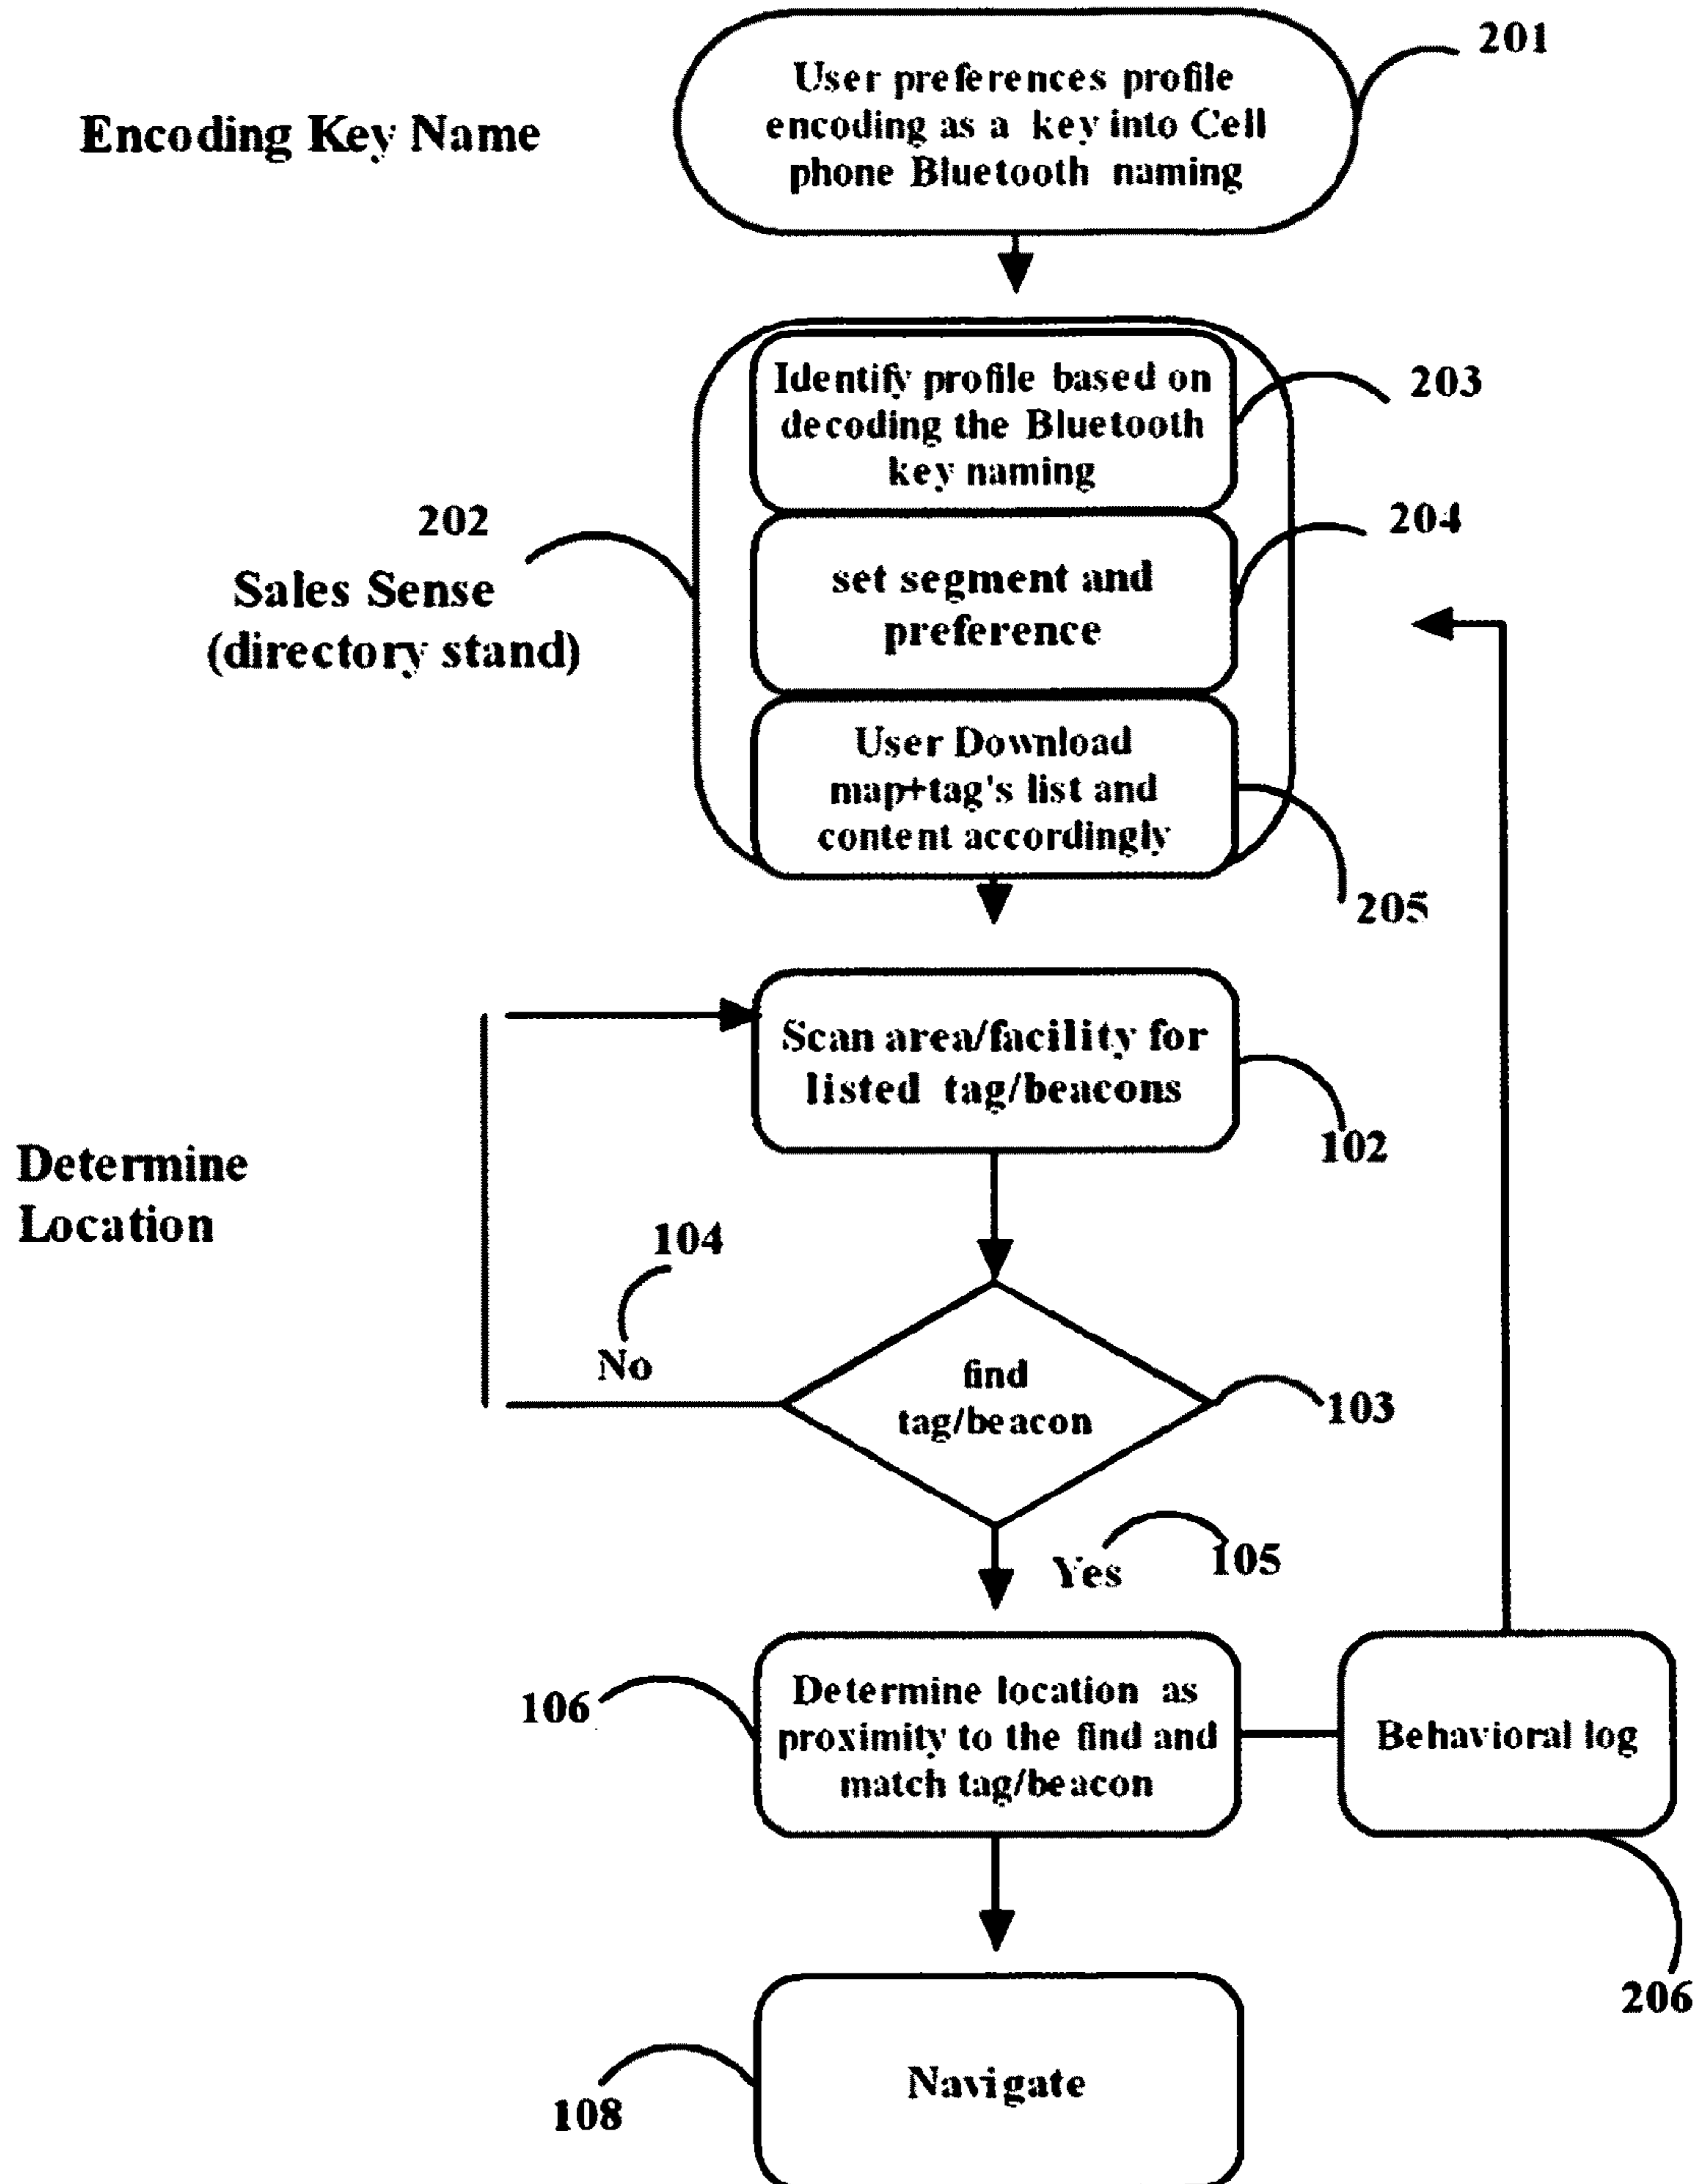 201
User preferences profile
encoding as a key into Cell
phone Bluetooth naming
Encoding Key Name
Identify profile based on
decoding the Bluetooth
key naming
203
202
Sales Sense
(directory stand)
204
set segment and
preference
User Download
map+tag's list and
content accordingly
205
Scan area/facility for
listed tag/beacons
102
Determine
Location
104
No
find
tag/beacon
103
Yes
105
106
Determine location as
proximity to the find and
match tag/beacon
Behavioral log
206
Navigate
108